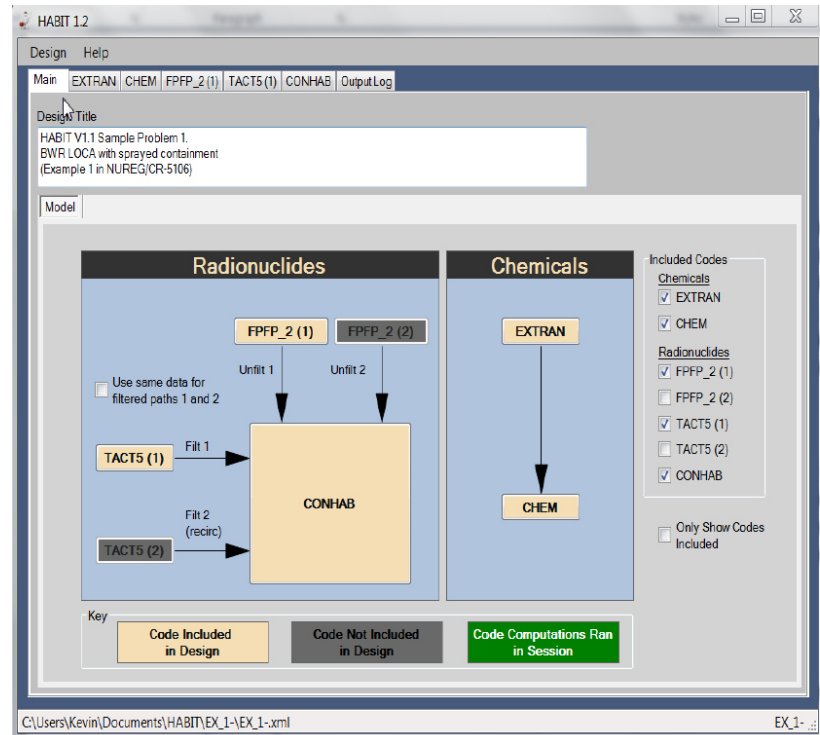 HABIT 1.2
Design Help
Main EXTRAN CHEM FPFP_2 (1) TACT5 (1) CONHAB Output Log
Design Title
HABIT V1.1 Sample Problem 1.
BWR LOCA with sprayed containment
(Example 1 in NUREG/CR-5106)
Model
Radionuclides
FPFP_2 (1) FPFP_2 (2)
Unfilt 1 Unfilt 2
Use same data for
filtered paths 1 and 2
TACT5 (1) Filt 1
CONHAB
Filt 2
(recirc)
TACT5 (2)
Chemicals
EXTRAN
CHEM
Included Codes
Chemicals
EXTRAN
CHEM
Radionuclides
FPFP_2 (1)
FPFP_2 (2)
TACT5 (1)
TACT5 (2)
CONHAB
Only Show Codes
Included
Key
Code Included
in Design
Code Not Included
in Design
Code Computations Ran
in Session
C:\Users\Kevin\Documents\HABIT\EX_1-\EX_1-.xml EX_1-